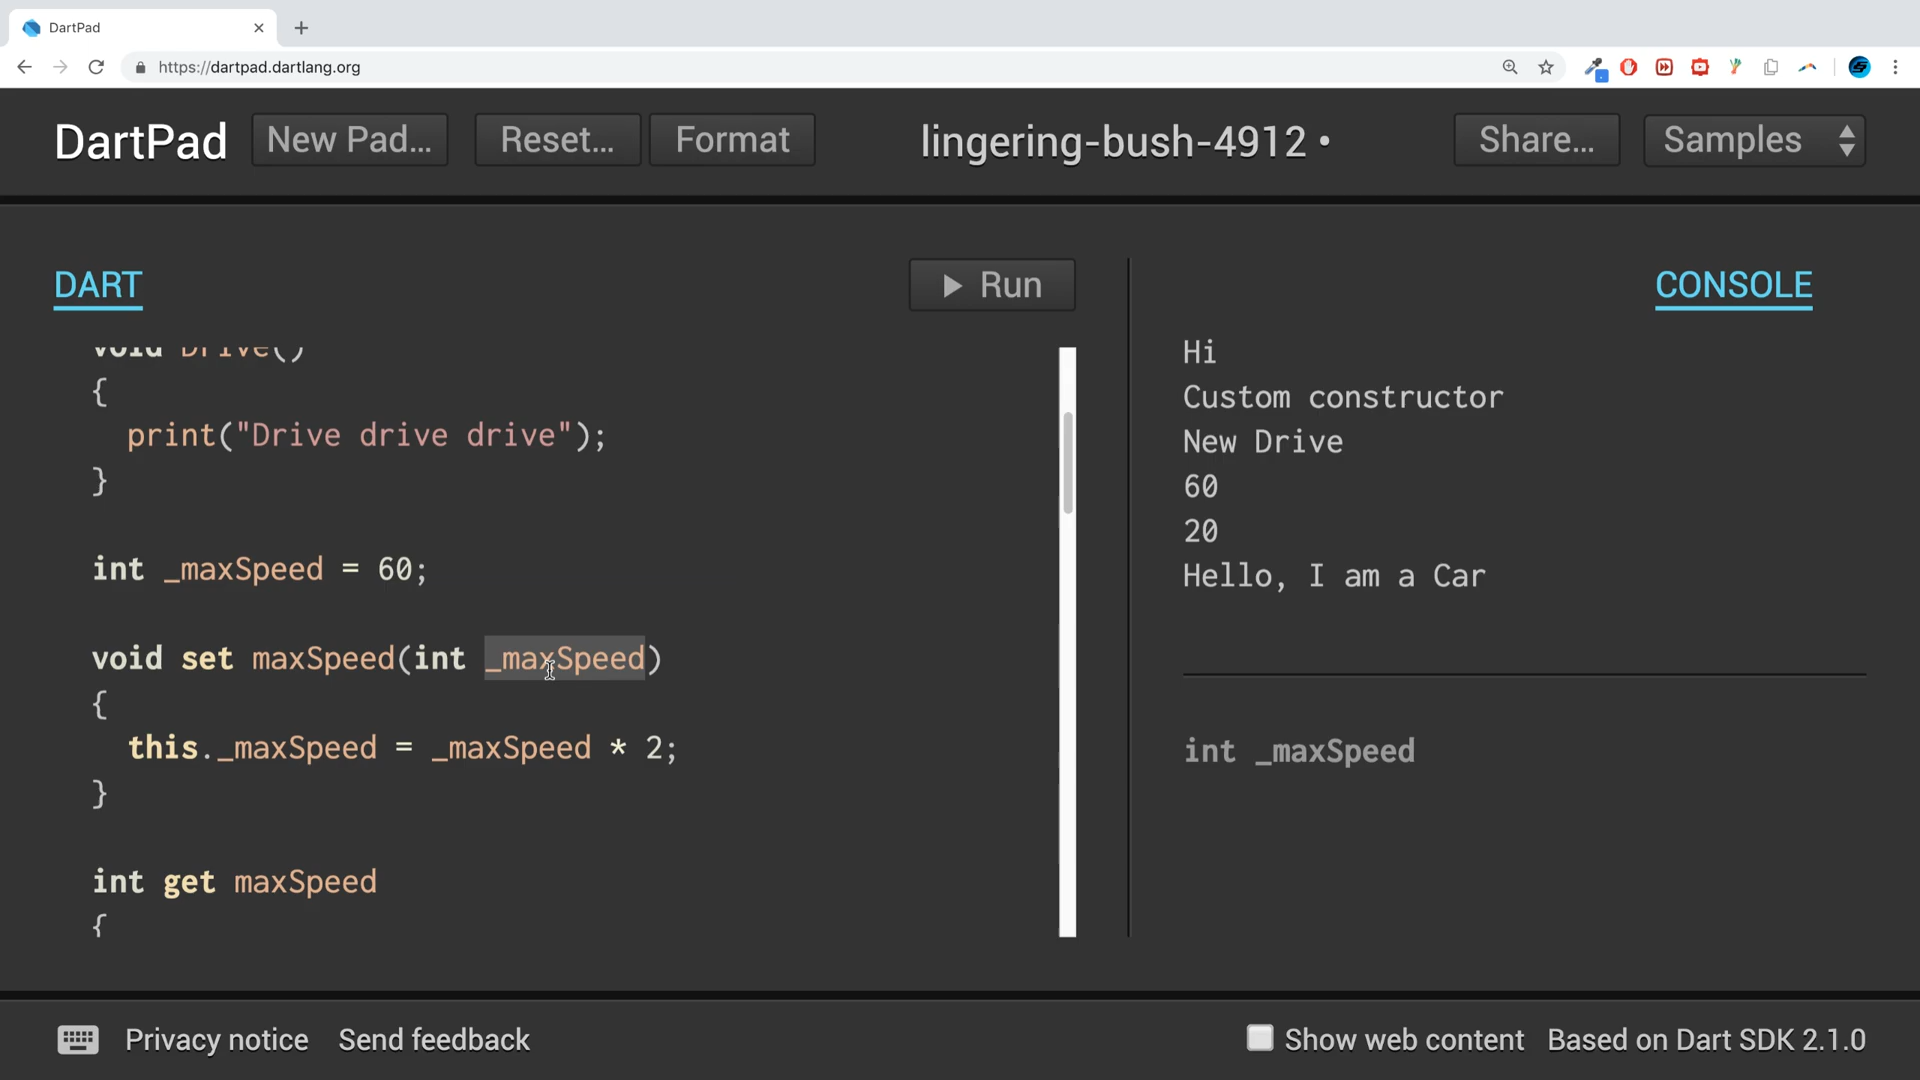 DartPad
https://dartpad.dartlang.org
DartPad
New Pad...
Reset...
Format
lingering-bush-4912 •
Share...
Samples
DART
Run
CONSOLE
void Drive()
{
print("Drive drive drive");
}
int _maxSpeed = 60;
void set maxSpeed(int _maxSpeed)
{
this._maxSpeed = _maxSpeed * 2;
}
int get maxSpeed
{
Hi
Custom constructor
New Drive
60
20
Hello, I am a Car
int _maxSpeed
Privacy notice
Send feedback
Show web content
Based on Dart SDK 2.1.0